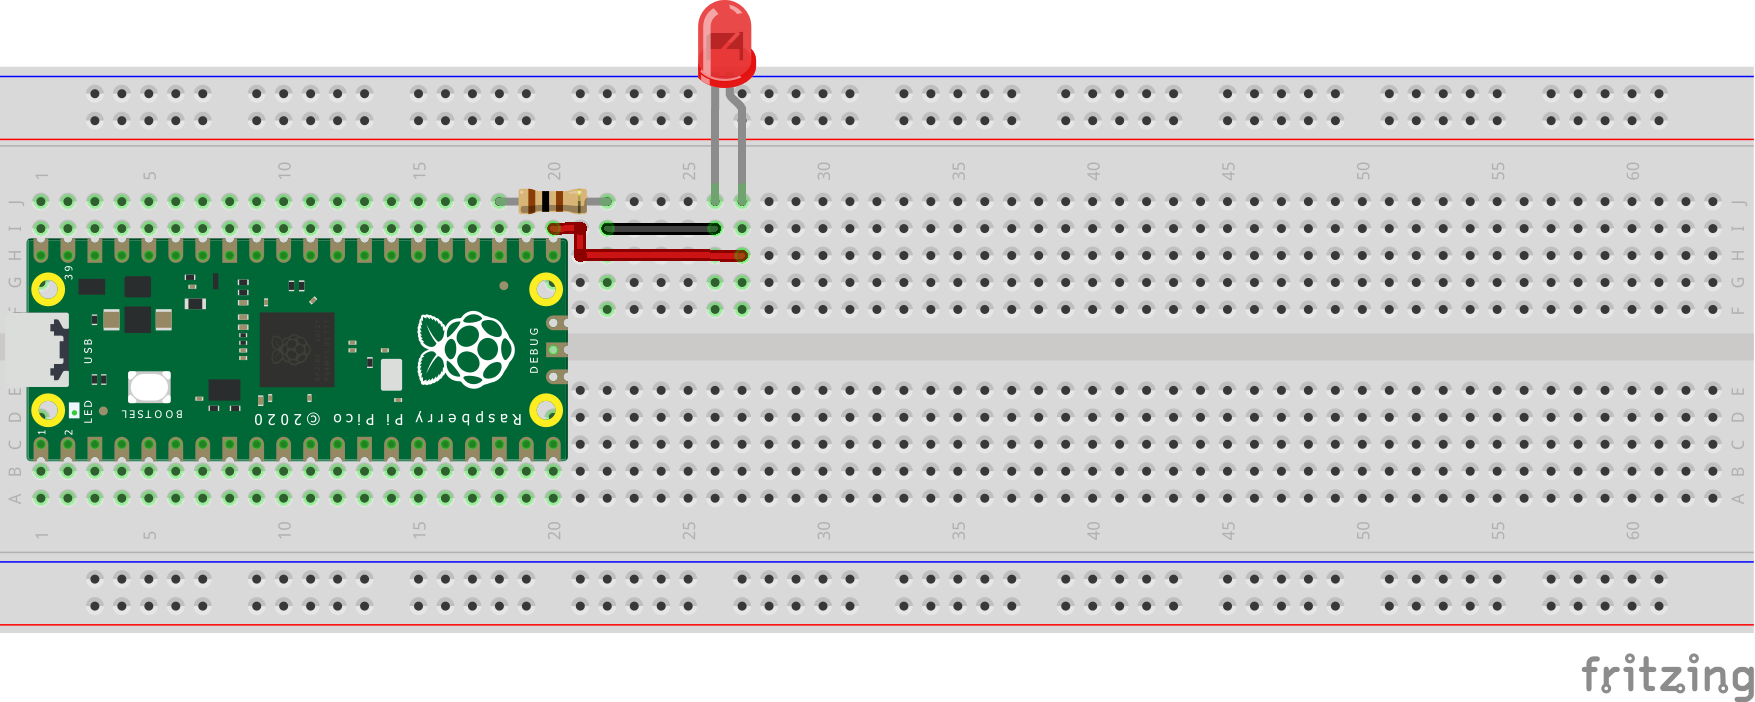 1 5 10 15 20 25 30 35 40 45 50 55 60
J J
I I
H H
39
G G
F F
USB
DEBUG
E E
D D
LED
BOOTSEL
Raspberry Pi Pico ©2020
1 2
C C
B B
A A
1 5 10 15 20 25 30 35 40 45 50 55 60
fritzing